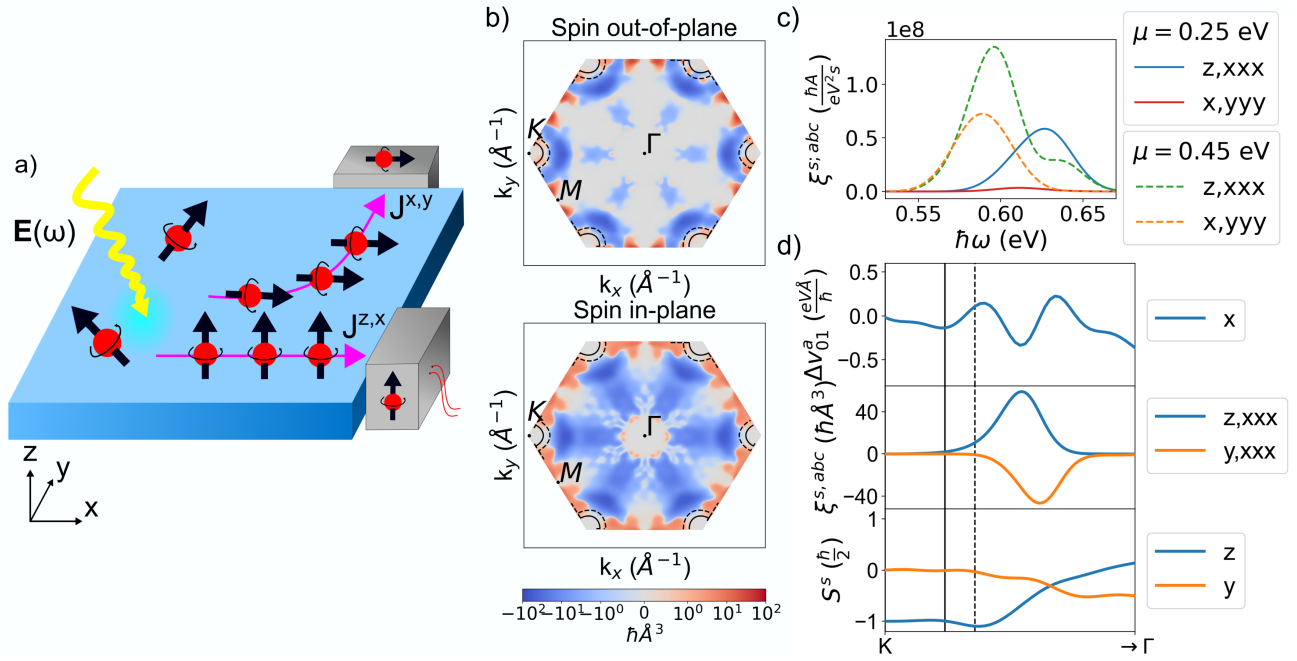 a)
E(ω)
J^{x,y}
J^{z,x}
z
y
x
b)
Spin out-of-plane
k_y (Å^{−1})
K
Γ
M
k_x (Å^{−1})
Spin in-plane
k_y (Å^{−1})
K
Γ
M
k_x (Å^{−1})
−10^2 −10^1 −10^0 0 10^0 10^1 10^2
ħÅ^3
c)
1e8
ξ^{s;abc} (ħA/eV^2s)
1.0
0.5
0.0
0.55 0.60 0.65
ħω (eV)
μ = 0.25 eV
z,xxx
x,yyy
μ = 0.45 eV
z,xxx
x,yyy
d)
Δv^a_{01} (eVÅ/ħ)
0.5
0.0
−0.5
x
ξ^{s,abc} (ħÅ^3)
40
0
−40
z,xxx
y,xxx
S^s (ħ/2)
1
0
−1
z
y
K → Γ